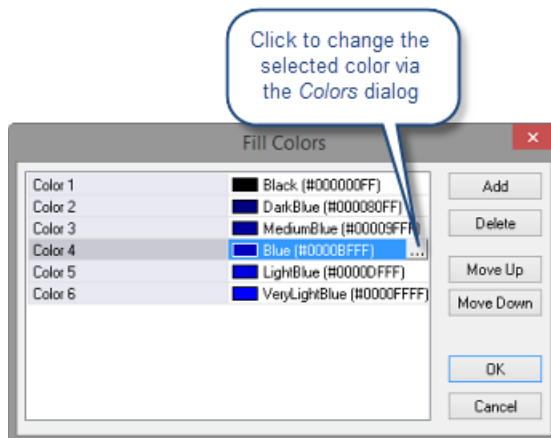 Click to change the
selected color via
the Colors dialog
Fill Colors
Color 1 Black (#000000FF)
Color 2 DarkBlue (#000080FF)
Color 3 MediumBlue (#00009FFF)
Color 4 Blue (#0000BFFF) ...
Color 5 LightBlue (#0000DFFF)
Color 6 VeryLightBlue (#0000FFFF)
Add
Delete
Move Up
Move Down
OK
Cancel